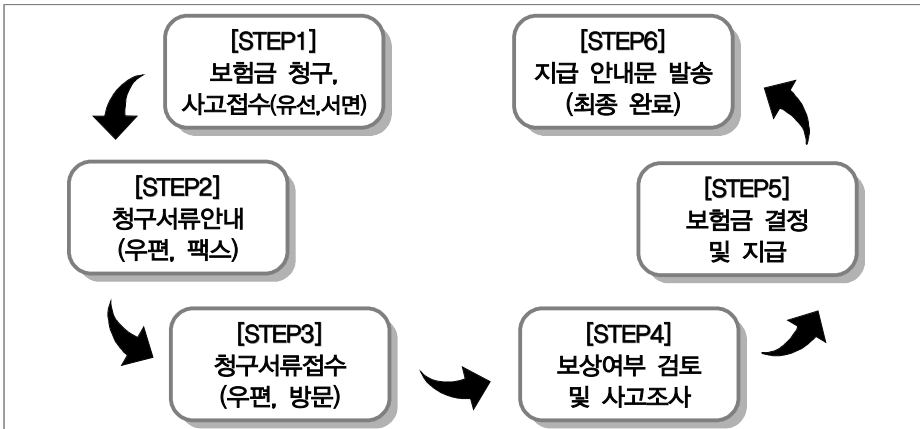 [STEP1]
보험금 청구,
사고접수(유선,서면)
[STEP2]
청구서류안내
(우편, 팩스)
[STEP3]
청구서류접수
(우편, 방문)
[STEP4]
보상여부 검토
및 사고조사
[STEP5]
보험금 결정
및 지급
[STEP6]
지급 안내문 발송
(최종 완료)